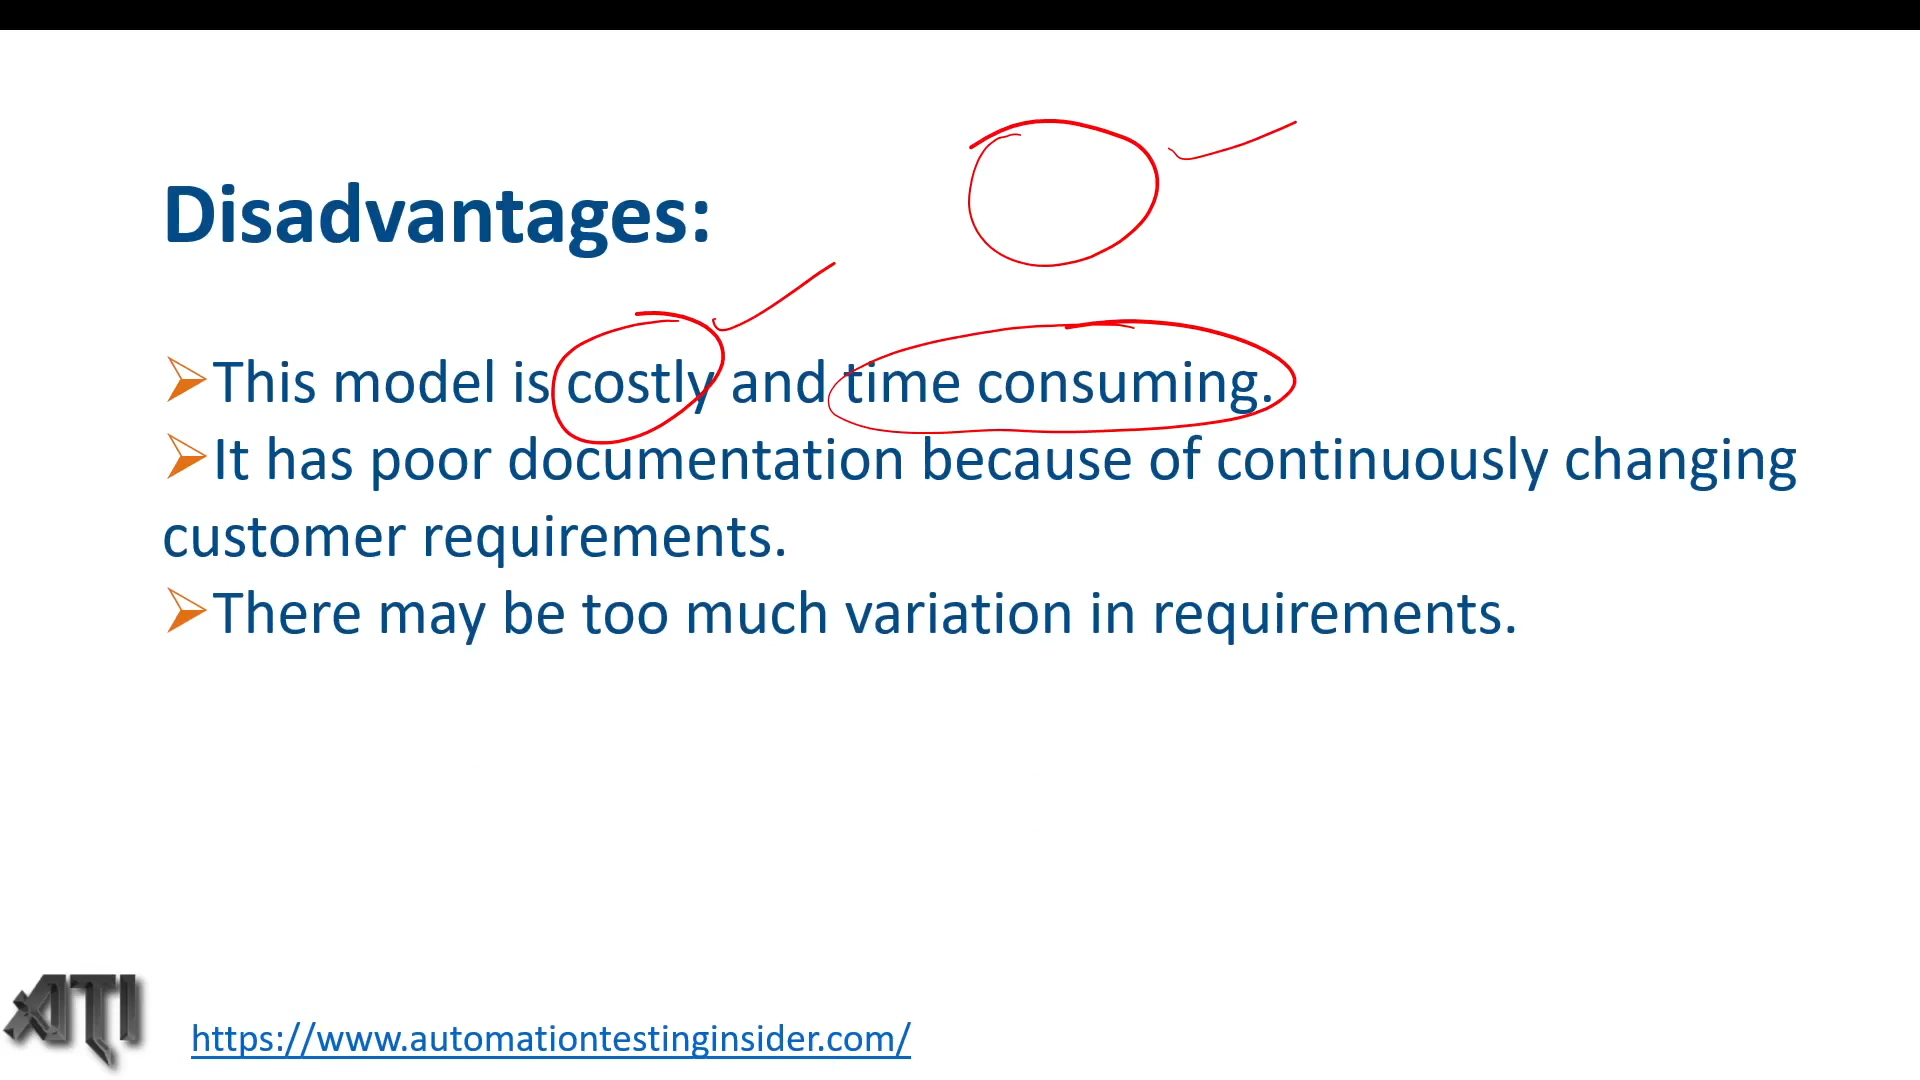 Disadvantages:
➢This model is costly and time consuming.
➢It has poor documentation because of continuously changing
customer requirements.
➢There may be too much variation in requirements.
ATI
https://www.automationtestinginsider.com/